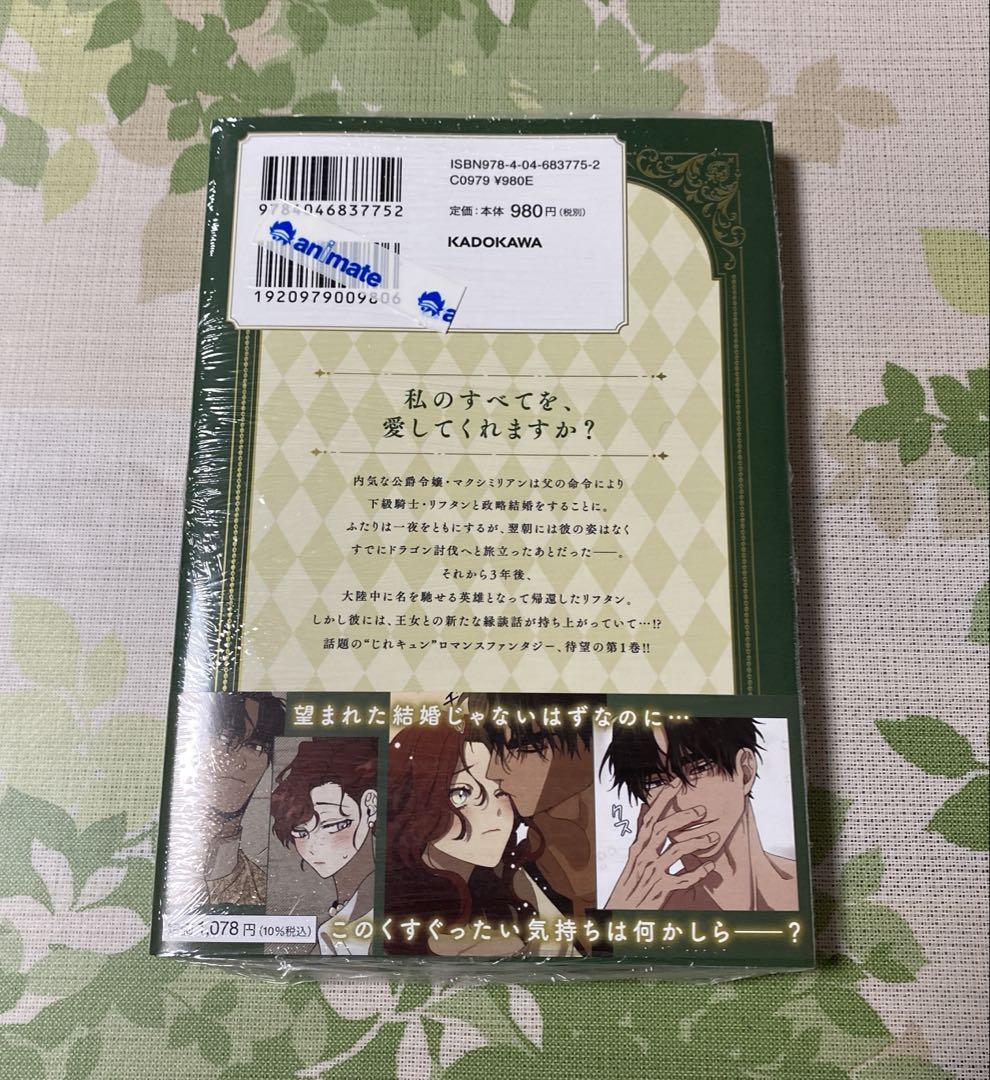 ISBN978-4-04-683775-2
C0979 ¥980E
9784046837752
定価:本体 980円(税別)
animate
KADOKAWA
1920979009806
私のすべてを、
愛してくれますか?
内気な公爵令嬢・マクシミリアンは父の命令により
下級騎士・リフタンと政略結婚をすることに。
ふたりは一夜をともにするが、翌朝には彼の姿はなく
すでにドラゴン討伐へと旅立ったあとだった――。
それから3年後、
大陸中に名を馳せる英雄となって帰還したリフタン。
しかし彼には、王女との新たな縁談話が持ち上がっていて…!?
話題の"じれキュン"ロマンスファンタジー、待望の第1巻!!
望まれた結婚じゃないはずなのに…
チ
クス
1,078円(10%税込)
このくすぐったい気持ちは何かしら――?